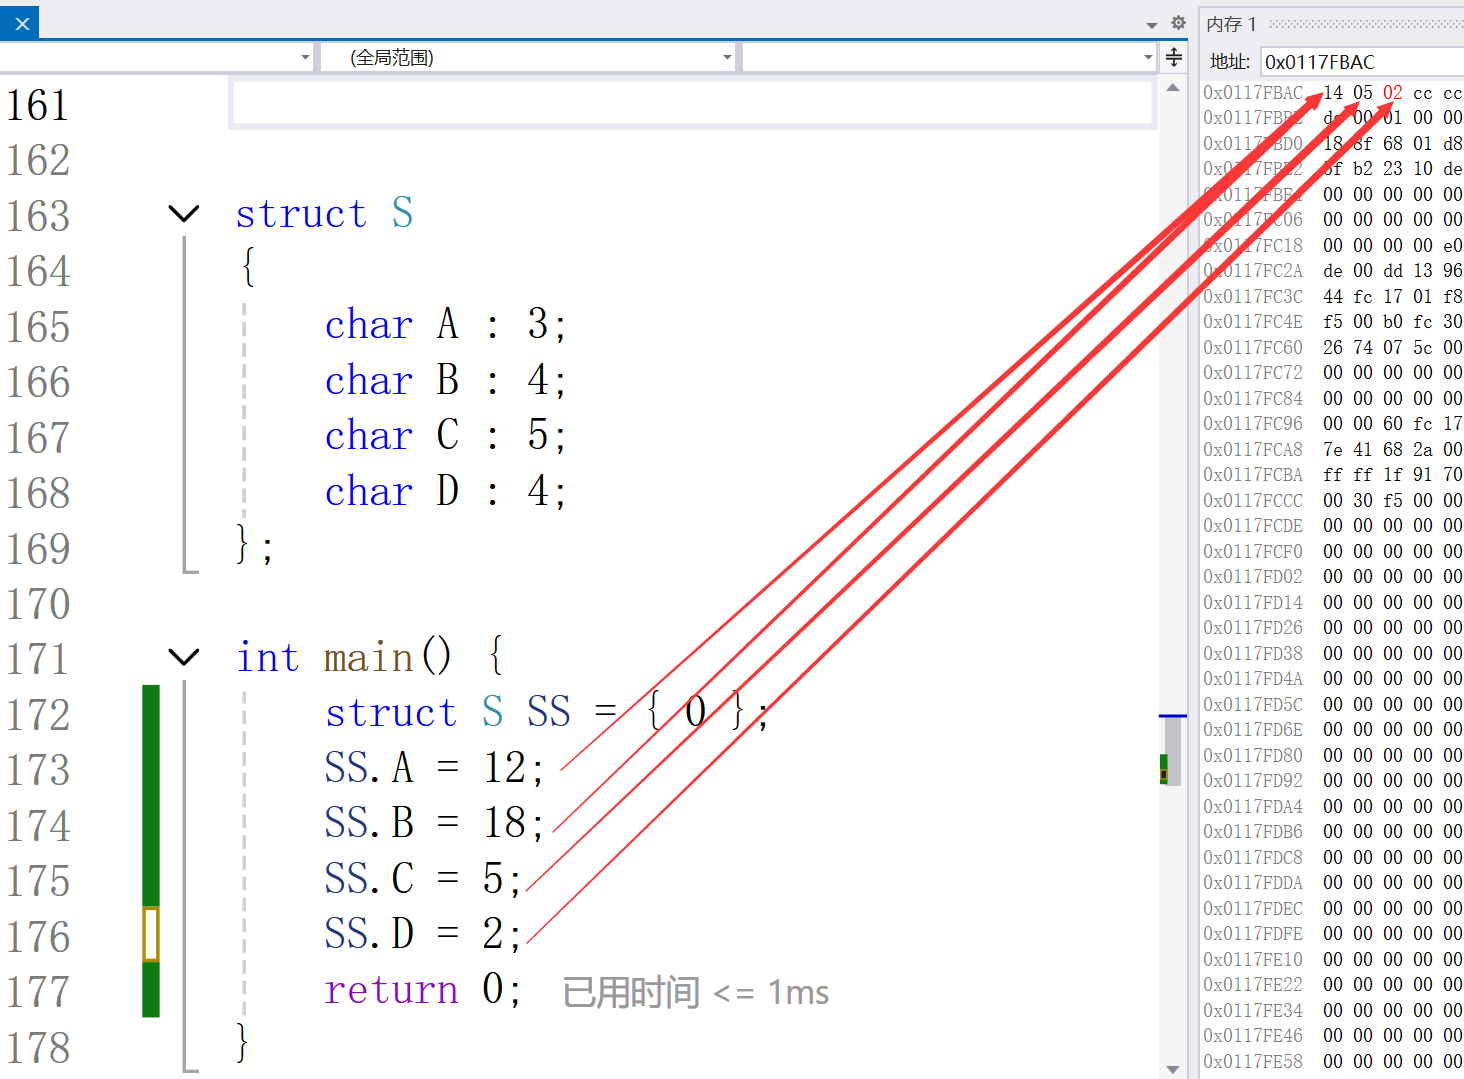 (全局范围)
161
162
163 struct S
164 {
165 char A : 3;
166 char B : 4;
167 char C : 5;
168 char D : 4;
169 };
170
171 int main() {
172 struct S SS = { 0 };
173 SS.A = 12;
174 SS.B = 18;
175 SS.C = 5;
176 SS.D = 2;
177 return 0; 已用时间 <= 1ms
178 }
内存 1
地址: 0x0117FBAC
0x0117FBAC 14 05 02 cc cc
00 01 00 00
68 01 d8
b2 23 10 de
00 00 00 00 00
00 00 00 00 00
0x0117FC18 00 00 00 00 e0
0x0117FC2A de 00 dd 13 96
0x0117FC3C 44 fc 17 01 f8
0x0117FC4E f5 00 b0 fc 30
0x0117FC60 26 74 07 5c 00
0x0117FC72 00 00 00 00 00
0x0117FC84 00 00 00 00 00
0x0117FC96 00 00 60 fc 17
0x0117FCA8 7e 41 68 2a 00
0x0117FCBA ff ff 1f 91 70
0x0117FCCC 00 30 f5 00 00
0x0117FCDE 00 00 00 00 00
0x0117FCF0 00 00 00 00 00
0x0117FD02 00 00 00 00 00
0x0117FD14 00 00 00 00 00
0x0117FD26 00 00 00 00 00
0x0117FD38 00 00 00 00 00
0x0117FD4A 00 00 00 00 00
0x0117FD5C 00 00 00 00 00
0x0117FD6E 00 00 00 00 00
0x0117FD80 00 00 00 00 00
0x0117FD92 00 00 00 00 00
0x0117FDA4 00 00 00 00 00
0x0117FDB6 00 00 00 00 00
0x0117FDC8 00 00 00 00 00
0x0117FDDA 00 00 00 00 00
0x0117FDEC 00 00 00 00 00
0x0117FDFE 00 00 00 00 00
0x0117FE10 00 00 00 00 00
0x0117FE22 00 00 00 00 00
0x0117FE34 00 00 00 00 00
0x0117FE46 00 00 00 00 00
0x0117FE58 00 00 00 00 00